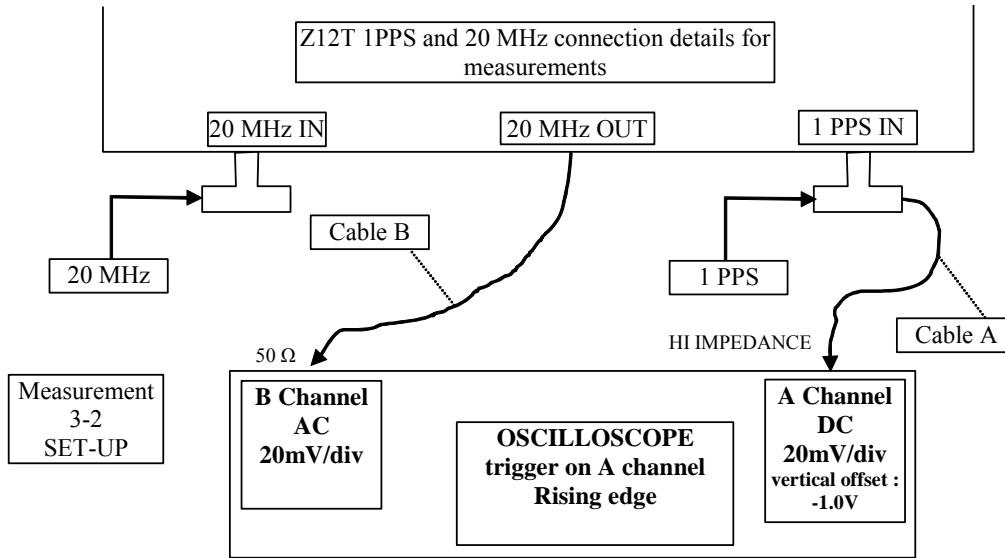 Z12T 1PPS and 20 MHz connection details for
measurements
20 MHz IN
20 MHz OUT
1 PPS IN
Cable B
20 MHz
1 PPS
Cable A
50 Ω
HI IMPEDANCE
Measurement
3-2
SET-UP
B Channel
AC
20mV/div
OSCILLOSCOPE
trigger on A channel
Rising edge
A Channel
DC
20mV/div
vertical offset :
-1.0V